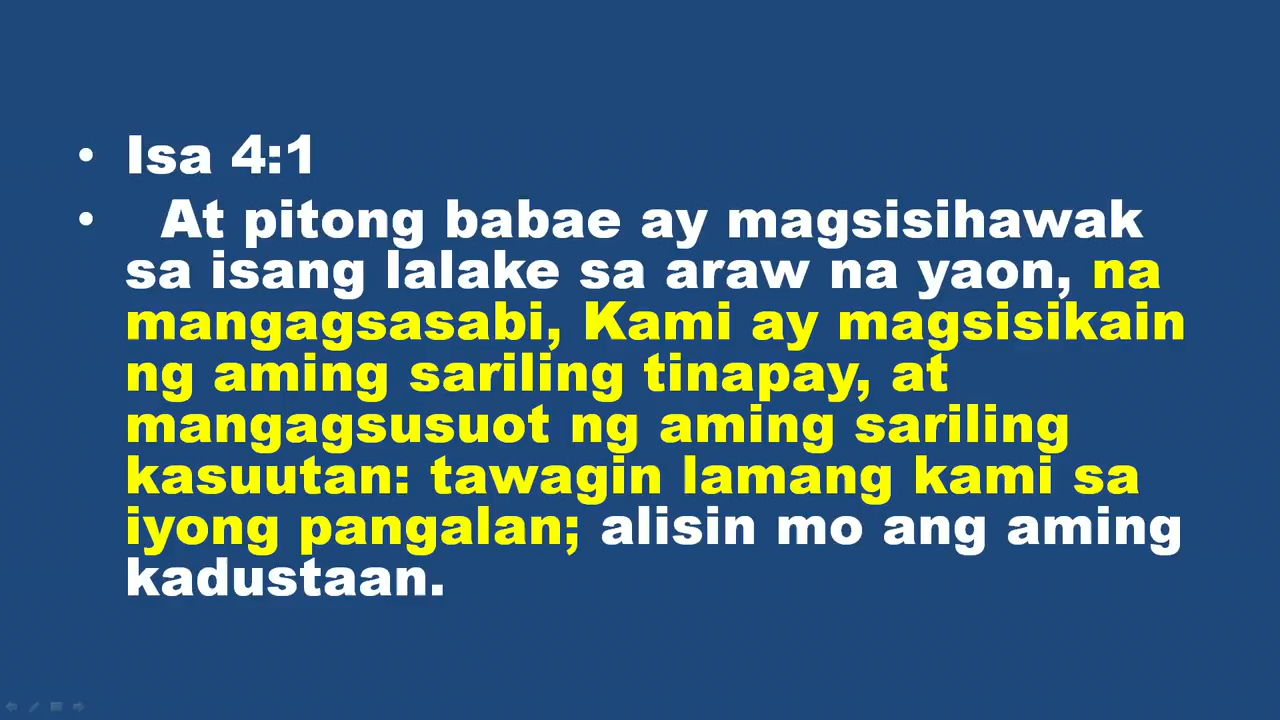 • Isa 4:1
• At pitong babae ay magsisihawak
sa isang lalake sa araw na yaon, na
mangagsasabi, Kami ay magsisikain
ng aming sariling tinapay, at
mangagsusuot ng aming sariling
kasuutan: tawagin lamang kami sa
iyong pangalan; alisin mo ang aming
kadustaan.